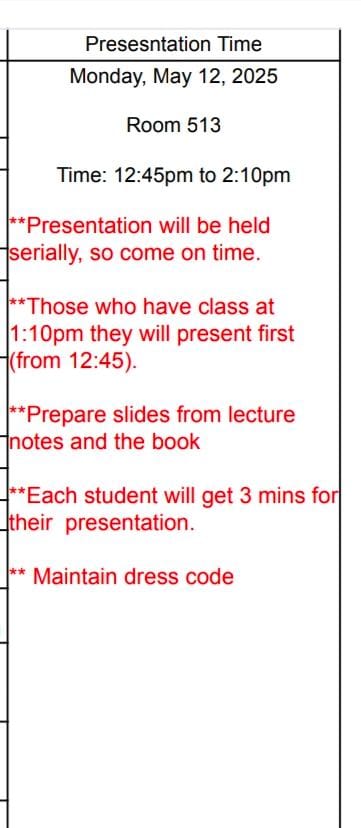 Presesntation Time
Monday, May 12, 2025
Room 513
Time: 12:45pm to 2:10pm
**Presentation will be held
serially, so come on time.
**Those who have class at
1:10pm they will present first
(from 12:45).
**Prepare slides from lecture
notes and the book
**Each student will get 3 mins for
their  presentation.
** Maintain dress code